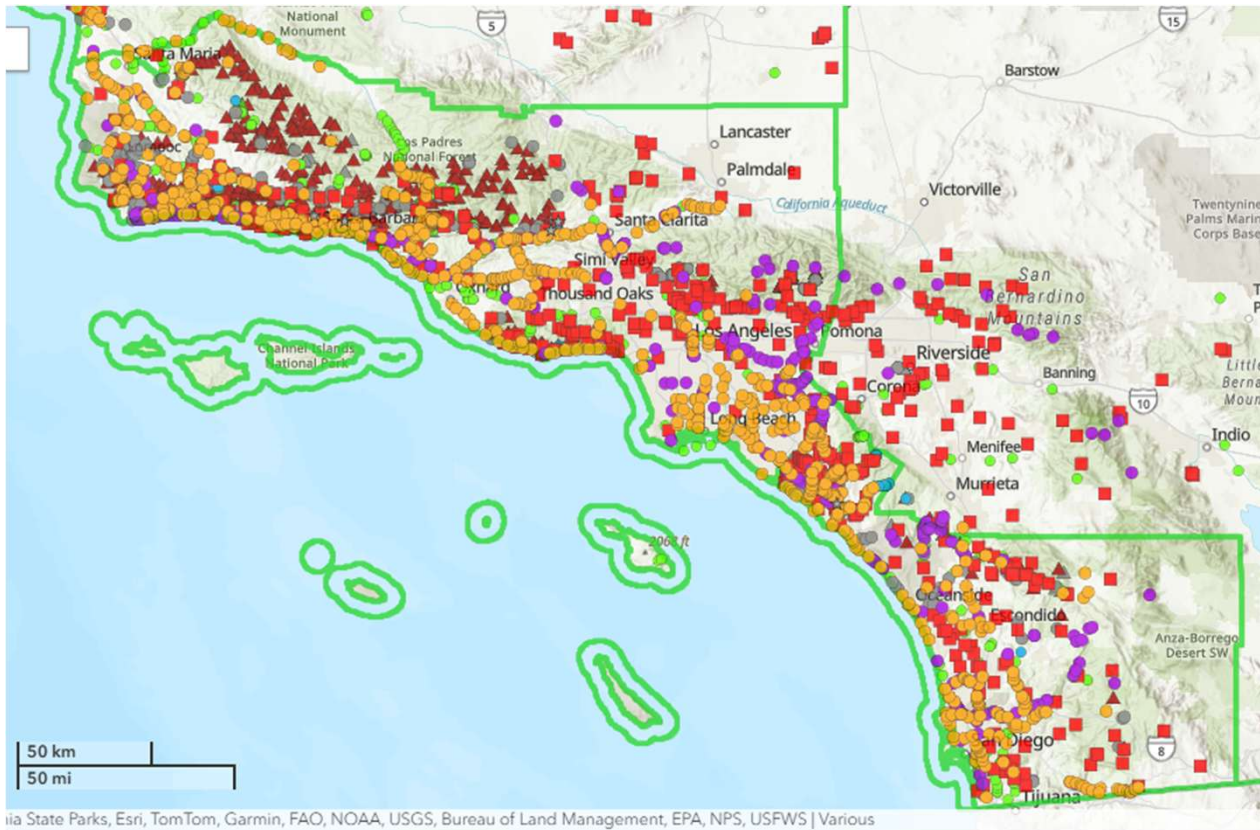 National
Monument
5
15
Santa Maria
Barstow
Lancaster
Los Padres
National Forest
Palmdale
Victorville
California Aqueduct
Twentynine
Palms Marin
Corps Base
Santa Clarita
Simi Valley
San
Bernardino
Mountains
Oxnard
Thousand Oaks
Los Angeles
Pomona
Channel Islands
National Park
Riverside
Banning
Corona
10
Long Beach
Indio
Menifee
Murrieta
Oceanside
Escondido
Anza-Borrego
Desert SW
San Diego
8
50 km
50 mi
Tijuana
nia State Parks, Esri, TomTom, Garmin, FAO, NOAA, USGS, Bureau of Land Management, EPA, NPS, USFWS | Various